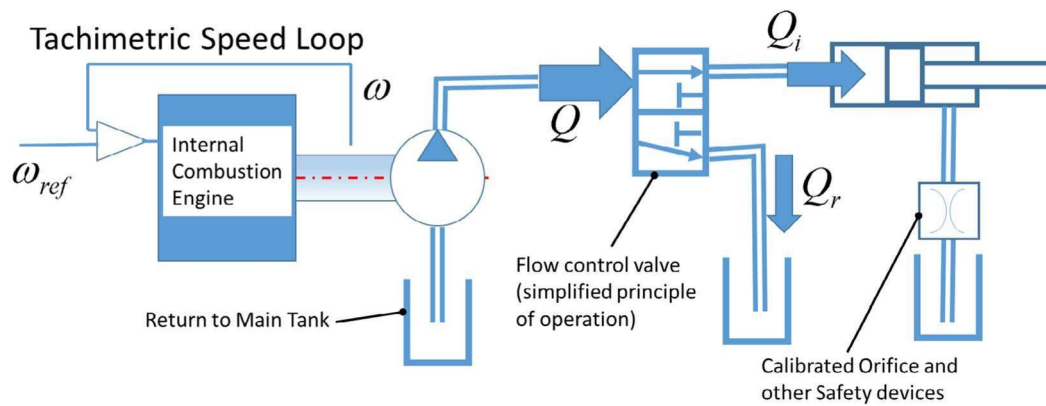 Tachimetric Speed Loop
ω
ω_ref
Internal
Combustion
Engine
Q
Q_i
Q_r
Flow control valve
(simplified principle
of operation)
Return to Main Tank
Calibrated Orifice and
other Safety devices